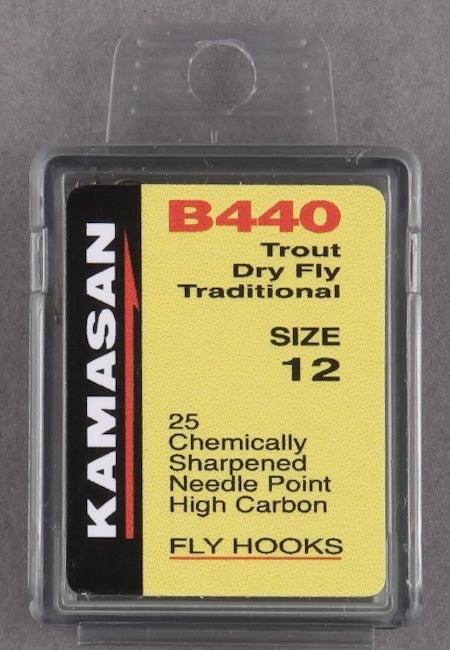 KAMASAN
B440
Trout
Dry Fly
Traditional
SIZE
12
25
Chemically
Sharpened
Needle Point
High Carbon
FLY HOOKS